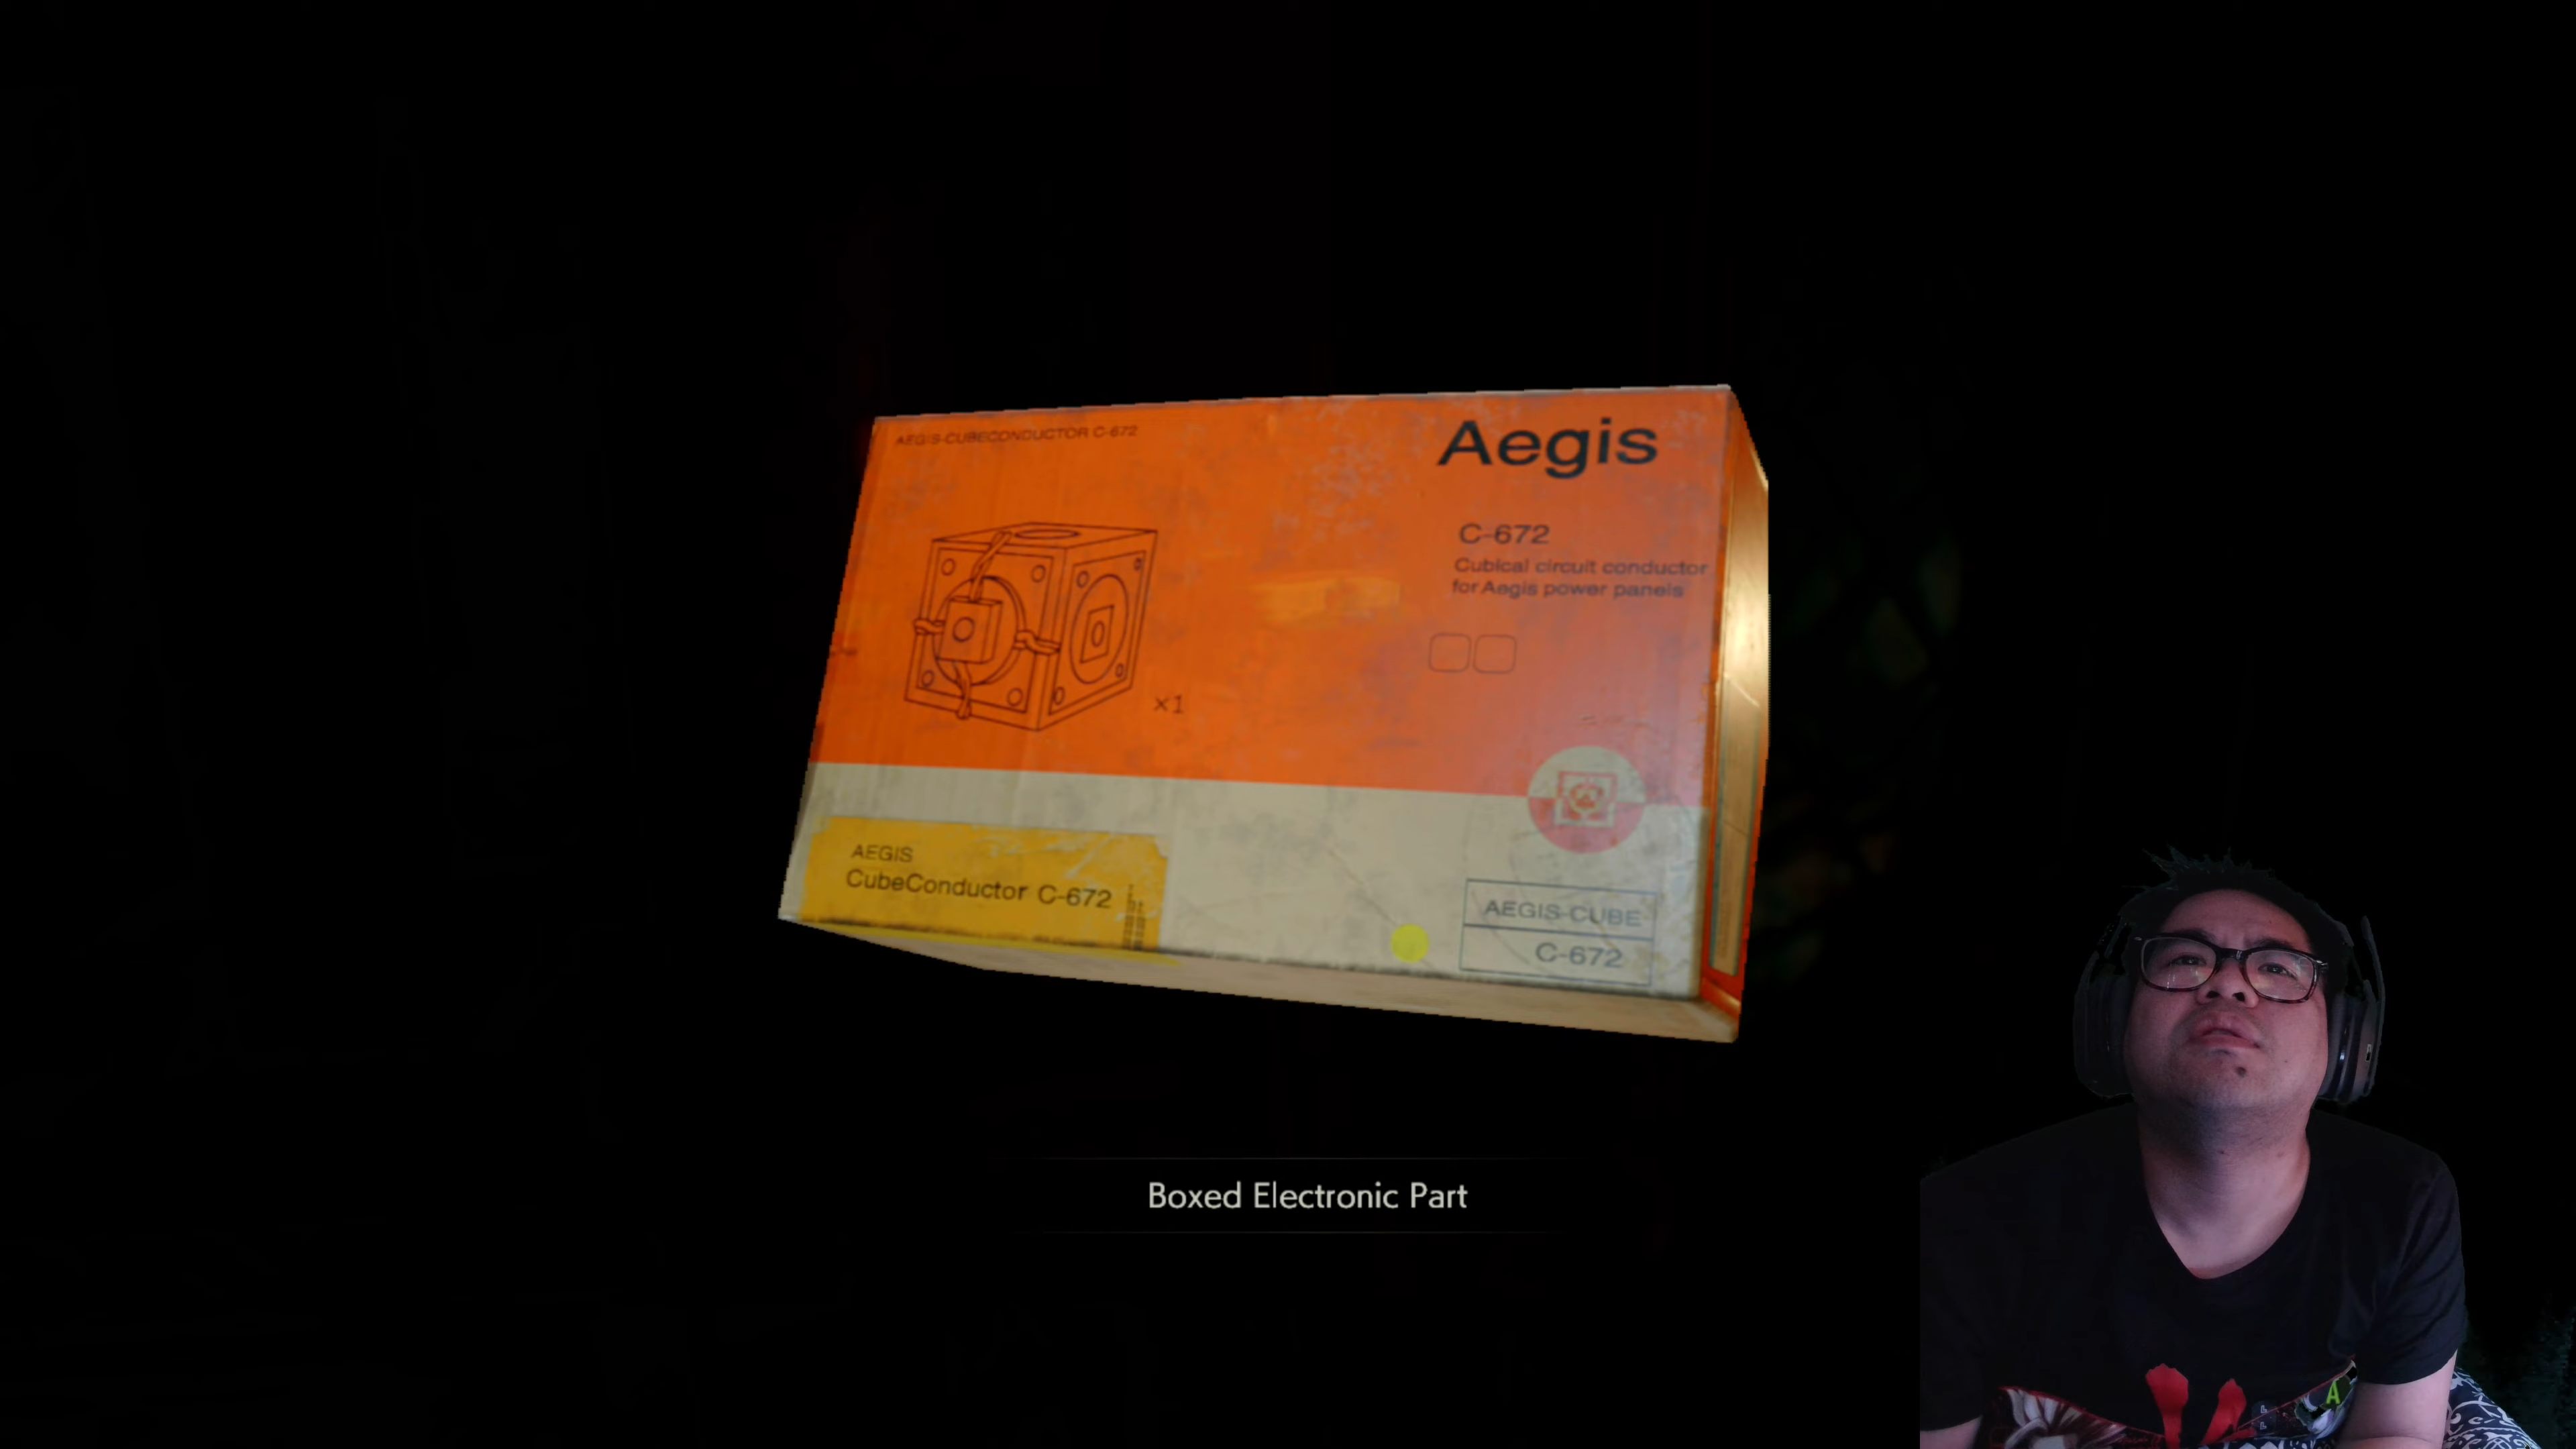 AEGIS-CUBECONDUCTOR C-672
Aegis
C-672
Cubical circuit conductor
for Aegis power panels
×1
AEGIS
CubeConductor C-672
AEGIS-CUBE
C-672
Boxed Electronic Part
A